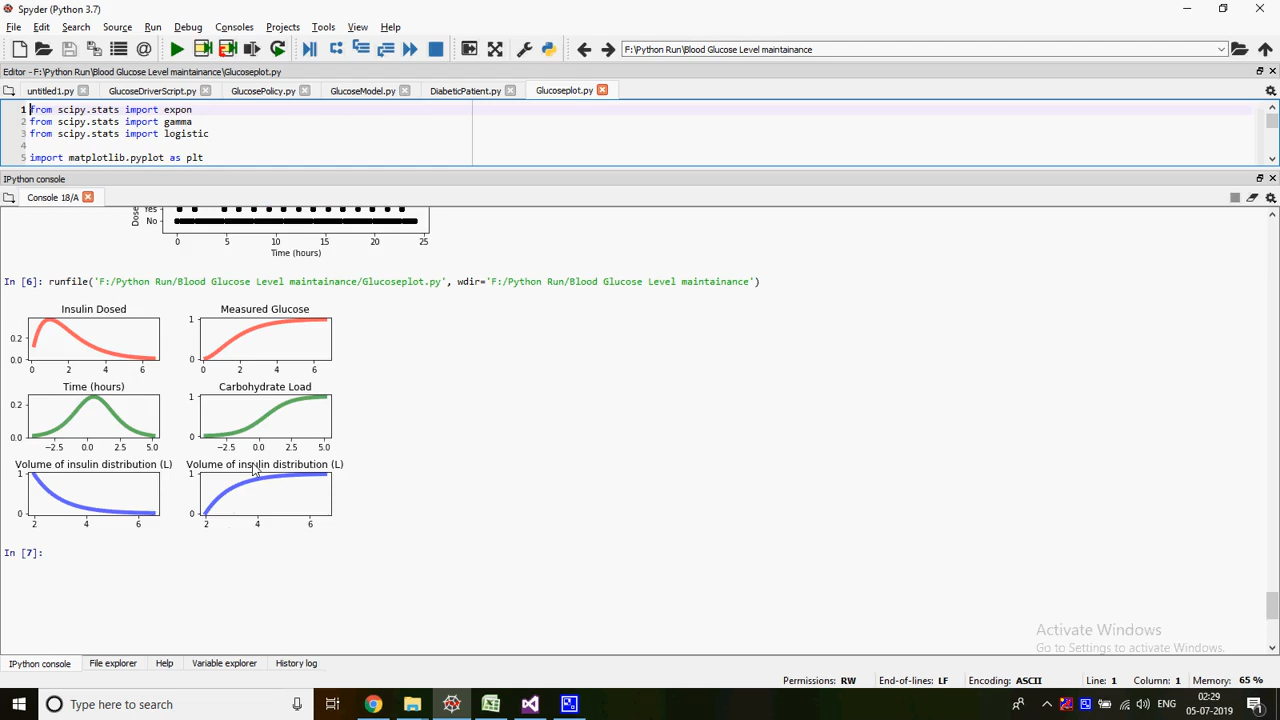 Spyder (Python 3.7)
File Edit Search Run Debug Consoles Projects Tools View Help
F:\Python Run\Blood Glucose Level maintainance
Editor - F:\Python Run\Blood Glucose Level maintainance\Glucoseplot.py
untitled1.py GlucoseDriverScript.py GlucosePolicy.py GlucoseModel.py DiabeticPatient.py Glucoseplot.py
1 from scipy.stats import expon
2 from scipy.stats import gamma
3 from scipy.stats import logistic
4
5 import matplotlib.pyplot as plt
IPython console
Console 18/A
Dose
Yes
No
0 5 10 15 20 25
Time (hours)
In [6]: runfile('F:/Python Run/Blood Glucose Level maintainance/Glucoseplot.py', wdir='F:/Python Run/Blood Glucose Level maintainance')
Insulin Dosed Measured Glucose
0.2 1
0.0 0
0 2 4 6 0 2 4 6
Time (hours) Carbohydrate Load
0.2 1
0.0 0
−2.5 0.0 2.5 5.0 −2.5 0.0 2.5 5.0
Volume of insulin distribution (L) Volume of insulin distribution (L)
1 1
0 0
2 4 6 2 4 6
In [7]:
Activate Windows
Go to Settings to activate Windows.
IPython console File explorer Help Variable explorer History log
Permissions: RW End-of-lines: LF Encoding: ASCII Line: 1 Column: 1 Memory: 65 %
Type here to search ENG 02:29
05-07-2019